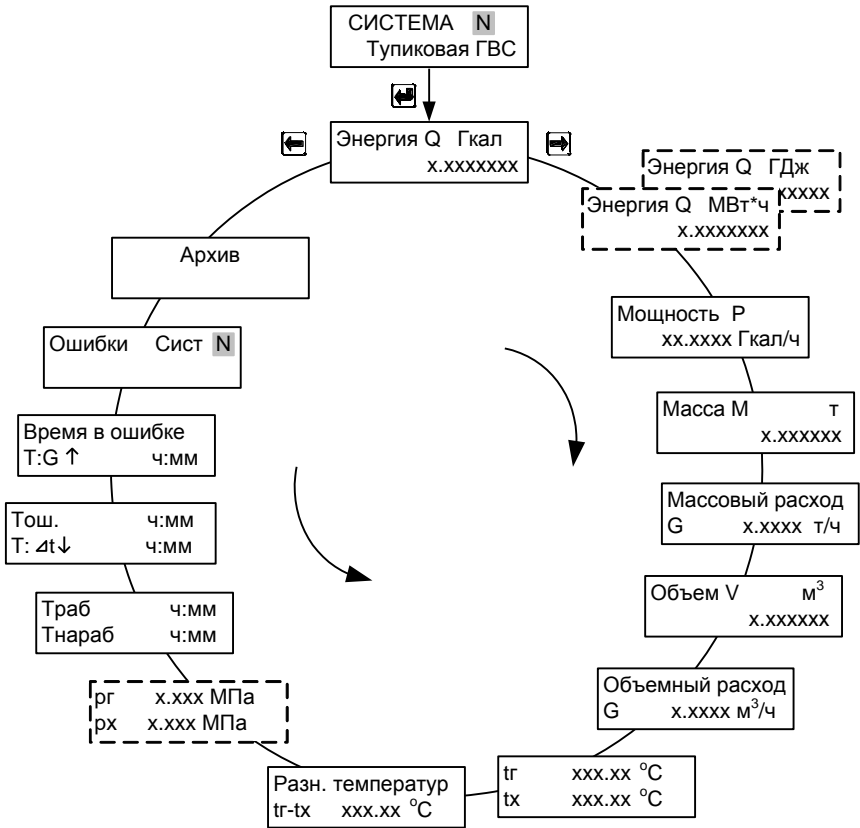 СИСТЕМА N
Тупиковая ГВС
Энергия Q Гкал
x.xxxxxxx
Энергия Q ГДж
xxxxx
Энергия Q МВт*ч
x.xxxxxxx
Мощность P
xx.xxxx Гкал/ч
Масса М т
x.xxxxxx
Массовый расход
G x.xxxx т/ч
Объем V м³
x.xxxxxx
Объемный расход
G x.xxxx м³/ч
tг xxx.xx °C
tх xxx.xx °C
Разн. температур
tг-tх xxx.xx °C
рг x.xxx МПа
рх x.xxx МПа
Траб ч:мм
Тнараб ч:мм
Тош. ч:мм
Т: ⊿t↓ ч:мм
Время в ошибке
T:G ↑ ч:мм
Ошибки Сист N
Архив